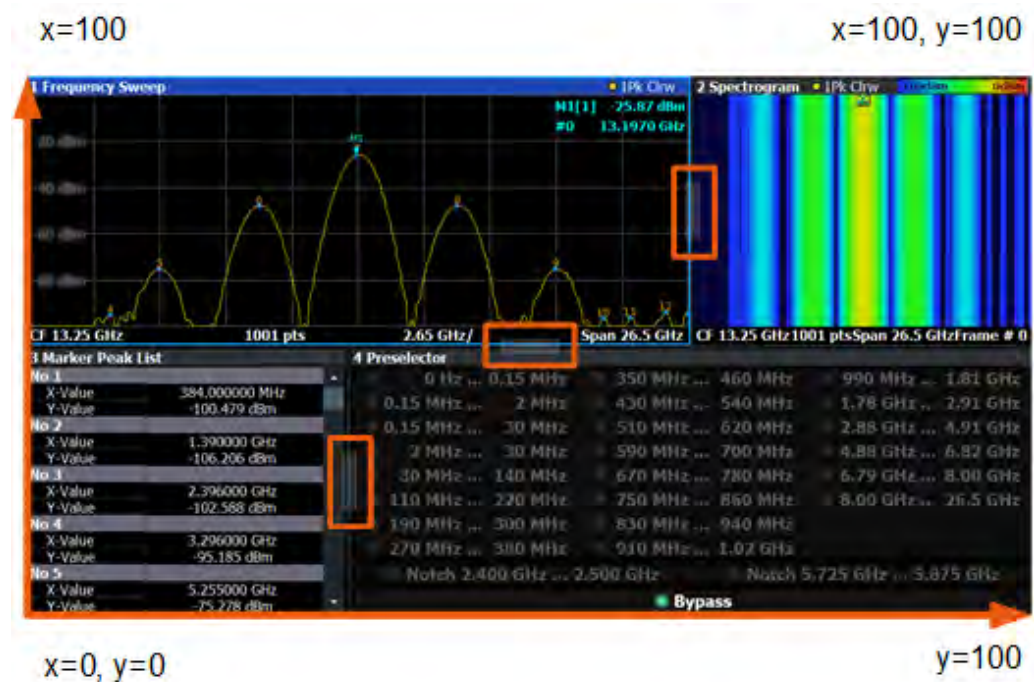 x=100
x=100, y=100
1 Frequency Sweep
1Pk Clrw
M1[1] -25.87 dBm
#0 13.1970 GHz
M1
CF 13.25 GHz 1001 pts 2.65 GHz/ Span 26.5 GHz
2 Spectrogram 1Pk Clrw
CF 13.25 GHz 1001 pts Span 26.5 GHz Frame # 0
3 Marker Peak List
No 1
X-Value 384.000000 MHz
Y-Value -100.479 dBm
No 2
X-Value 1.390000 GHz
Y-Value -106.206 dBm
No 3
X-Value 2.396000 GHz
Y-Value -102.588 dBm
No 4
X-Value 3.296000 GHz
Y-Value -95.185 dBm
No 5
X-Value 5.255000 GHz
Y-Value -75.278 dBm
4 Preselector
0 Hz ... 0.15 MHz 350 MHz ... 460 MHz 990 MHz ... 1.81 GHz
0.15 MHz ... 2 MHz 430 MHz ... 540 MHz 1.78 GHz ... 2.91 GHz
0.15 MHz ... 30 MHz 510 MHz ... 620 MHz 2.88 GHz ... 4.91 GHz
2 MHz ... 30 MHz 590 MHz ... 700 MHz 4.88 GHz ... 6.82 GHz
30 MHz ... 140 MHz 670 MHz ... 780 MHz 6.79 GHz ... 8.00 GHz
110 MHz ... 220 MHz 750 MHz ... 860 MHz 8.00 GHz ... 26.5 GHz
190 MHz ... 300 MHz 830 MHz ... 940 MHz
270 MHz ... 380 MHz 910 MHz ... 1.02 GHz
Notch 2.400 GHz ... 2.500 GHz Notch 5.725 GHz ... 5.875 GHz
Bypass
x=0, y=0
y=100